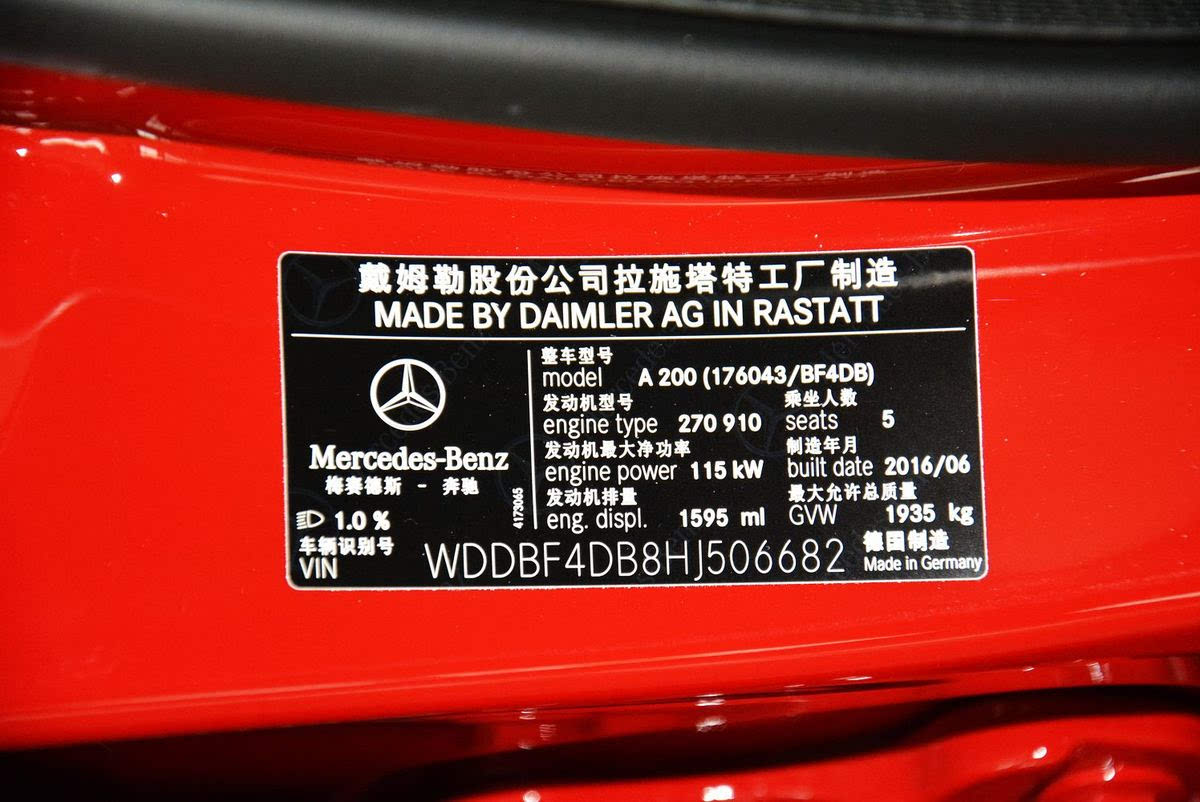 戴姆勒股份公司拉施塔特工厂制造
MADE BY DAIMLER AG IN RASTATT
Mercedes-Benz
梅赛德斯 - 奔驰
1.0 %
4173065
整车型号
model A 200 (176043/BF4DB)
发动机型号 乘坐人数
engine type 270 910 seats 5
发动机最大净功率 制造年月
engine power 115 kW built date 2016/06
发动机排量 最大允许总质量
eng. displ. 1595 ml GVW 1935 kg
车辆识别号 德国制造
VIN WDDBF4DB8HJ506682 Made in Germany